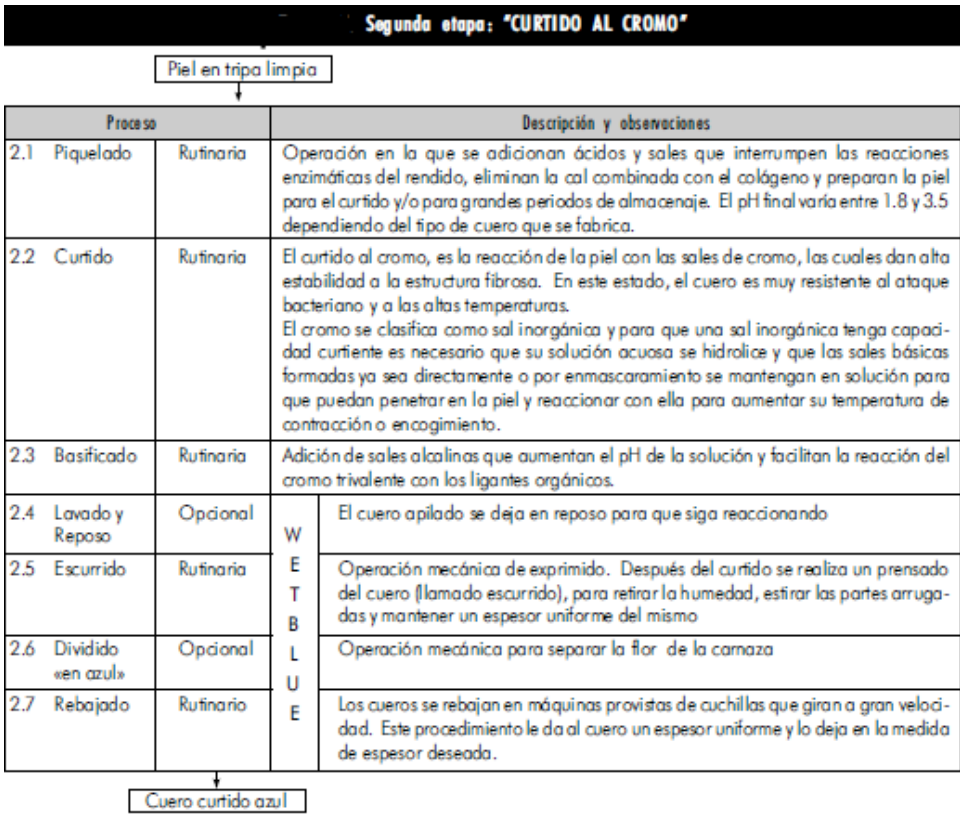 Segunda etapa: "CURTIDO AL CROMO"
Piel en tripa limpia
Proceso
Descripción y observaciones
2.1 Piquelado
Rutinaria
Operación en la que se adicionan ácidos y sales que interrumpen las reacciones
enzimáticas del rendido, eliminan la cal combinada con el colágeno y preparan la piel
para el curtido y/o para grandes periodos de almacenaje. El pH final varía entre 1.8 y 3.5
dependiendo del tipo de cuero que se fabrica.
2.2 Curtido
Rutinaria
El curtido al cromo, es la reacción de la piel con las sales de cromo, las cuales dan alta
estabilidad a la estructura fibrosa. En este estado, el cuero es muy resistente al ataque
bacteriano y a las altas temperaturas.
El cromo se clasifica como sal inorgánica y para que una sal inorgánica tenga capaci-
dad curtiente es necesario que su solución acuosa se hidrolice y que las sales básicas
formadas ya sea directamente o por enmascaramiento se mantengan en solución para
que puedan penetrar en la piel y reaccionar con ella para aumentar su temperatura de
contracción o encogimiento.
2.3 Basificado
Rutinaria
Adición de sales alcalinas que aumentan el pH de la solución y facilitan la reacción del
cromo trivalente con los ligantes orgánicos.
WETBLUE
2.4 Lavado y
Reposo
Opcional
El cuero apilado se deja en reposo para que siga reaccionando
2.5 Escurrido
Rutinaria
Operación mecánica de exprimido. Después del curtido se realiza un prensado
del cuero (llamado escurrido), para retirar la humedad, estirar las partes arruga-
das y mantener un espesor uniforme del mismo
2.6 Dividido
«en azul»
Opcional
Operación mecánica para separar la flor de la carnaza
2.7 Rebajado
Rutinario
Los cueros se rebajan en máquinas provistas de cuchillas que giran a gran veloci-
dad. Este procedimiento le da al cuero un espesor uniforme y lo deja en la medida
de espesor deseada.
Cuero curtido azul